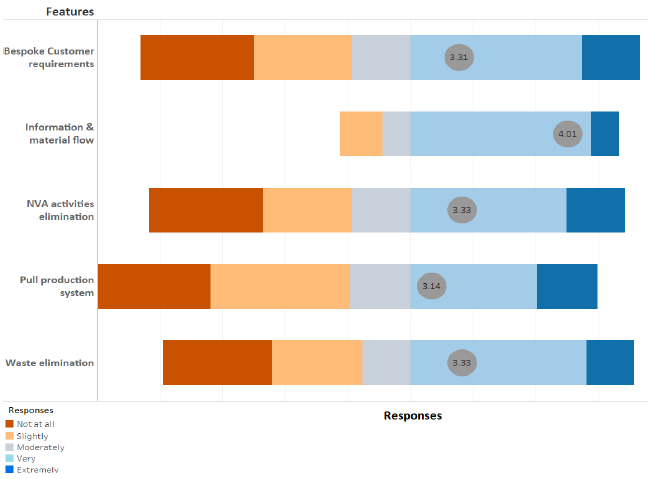 Features
Bespoke Customer
requirements
3.31
Information &
material flow
4.01
NVA activities
elimination
3.33
Pull production
system
3.14
Waste elimination
3.33
Responses
Responses
Not at all
Slightly
Moderately
Very
Extremely